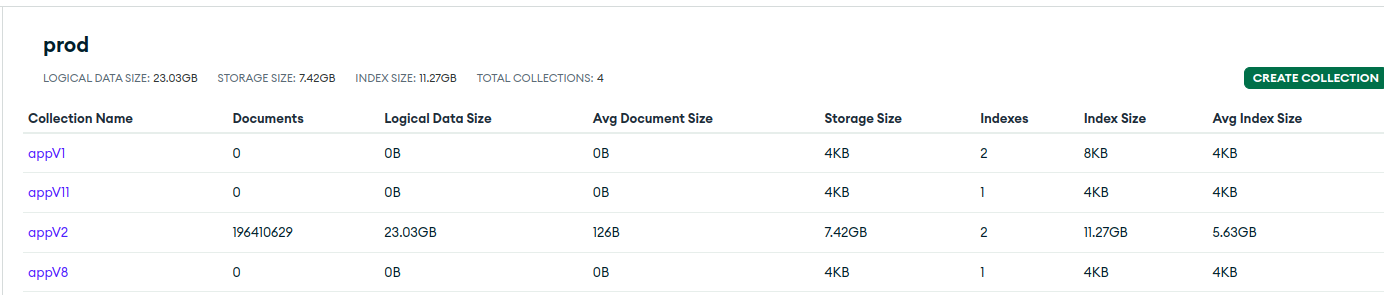 prod
LOGICAL DATA SIZE: 23.03GB STORAGE SIZE: 7.42GB INDEX SIZE: 11.27GB TOTAL COLLECTIONS: 4
CREATE COLLECTION
Collection Name Documents Logical Data Size Avg Document Size Storage Size Indexes Index Size Avg Index Size
appV1 0 0B 0B 4KB 2 8KB 4KB
appV11 0 0B 0B 4KB 1 4KB 4KB
appV2 196410629 23.03GB 126B 7.42GB 2 11.27GB 5.63GB
appV8 0 0B 0B 4KB 1 4KB 4KB